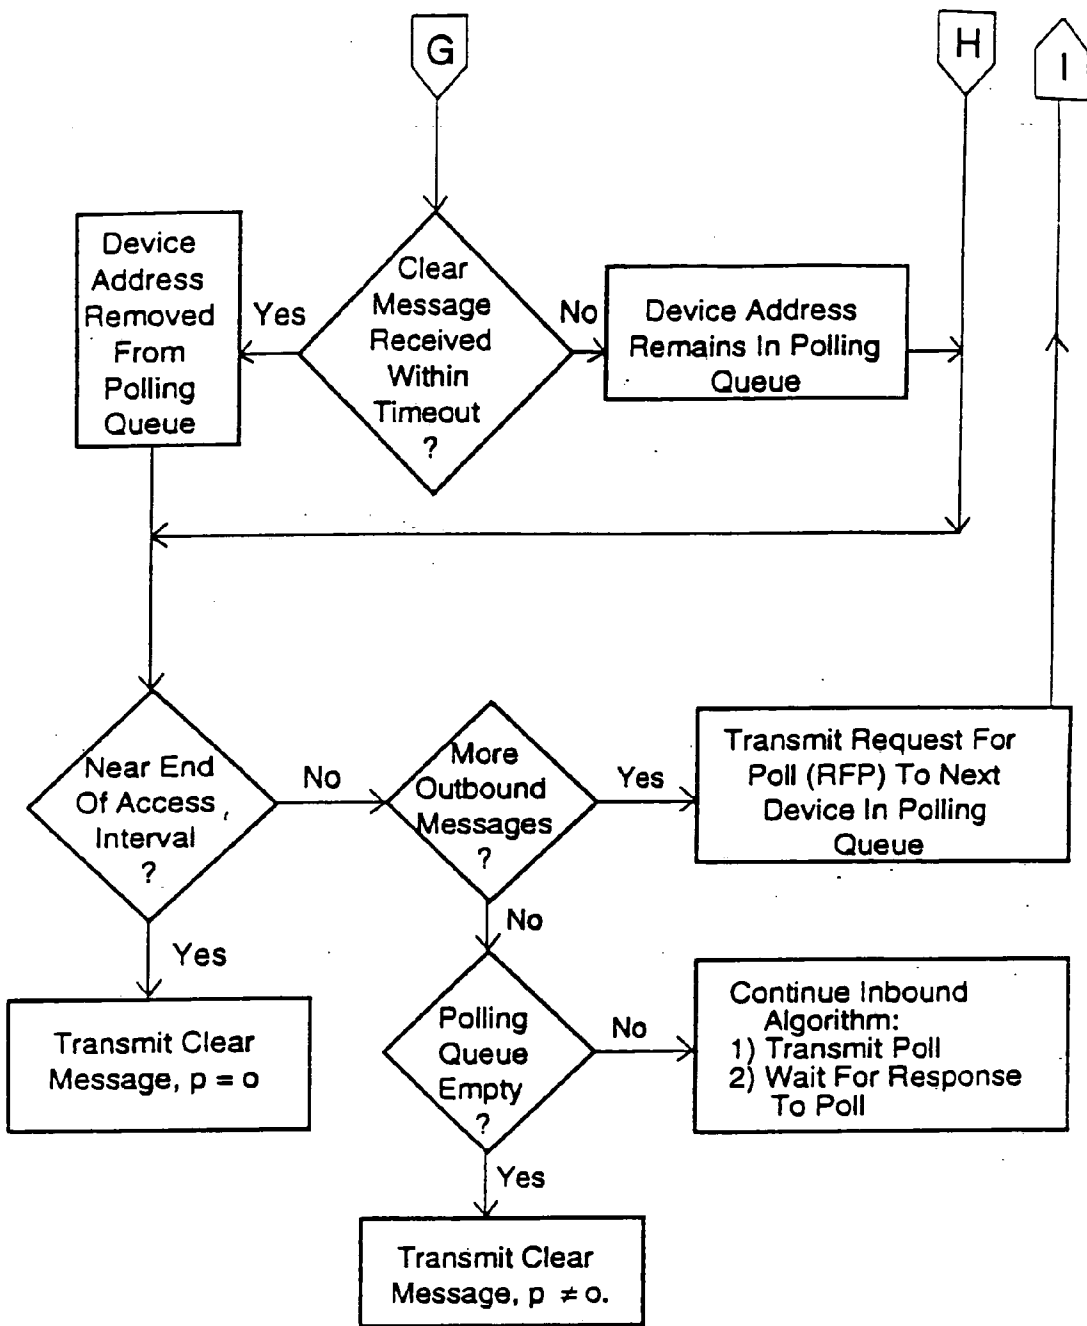 G
H
I
Device
Address
Removed
From
Polling
Queue
Yes
Clear
Message
Received
Within
Timeout
?
No
Device Address
Remains In Polling
Queue
Near End
Of Access
Interval
?
No
More
Outbound
Messages
?
Yes
Transmit Request For
Poll (RFP) To Next
Device In Polling
Queue
Yes
No
Transmit Clear
Message, p = o
Polling
Queue
Empty
?
No
Continue Inbound
Algorithm:
1) Transmit Poll
2) Wait For Response
To Poll
Yes
Transmit Clear
Message, p ≠ o.